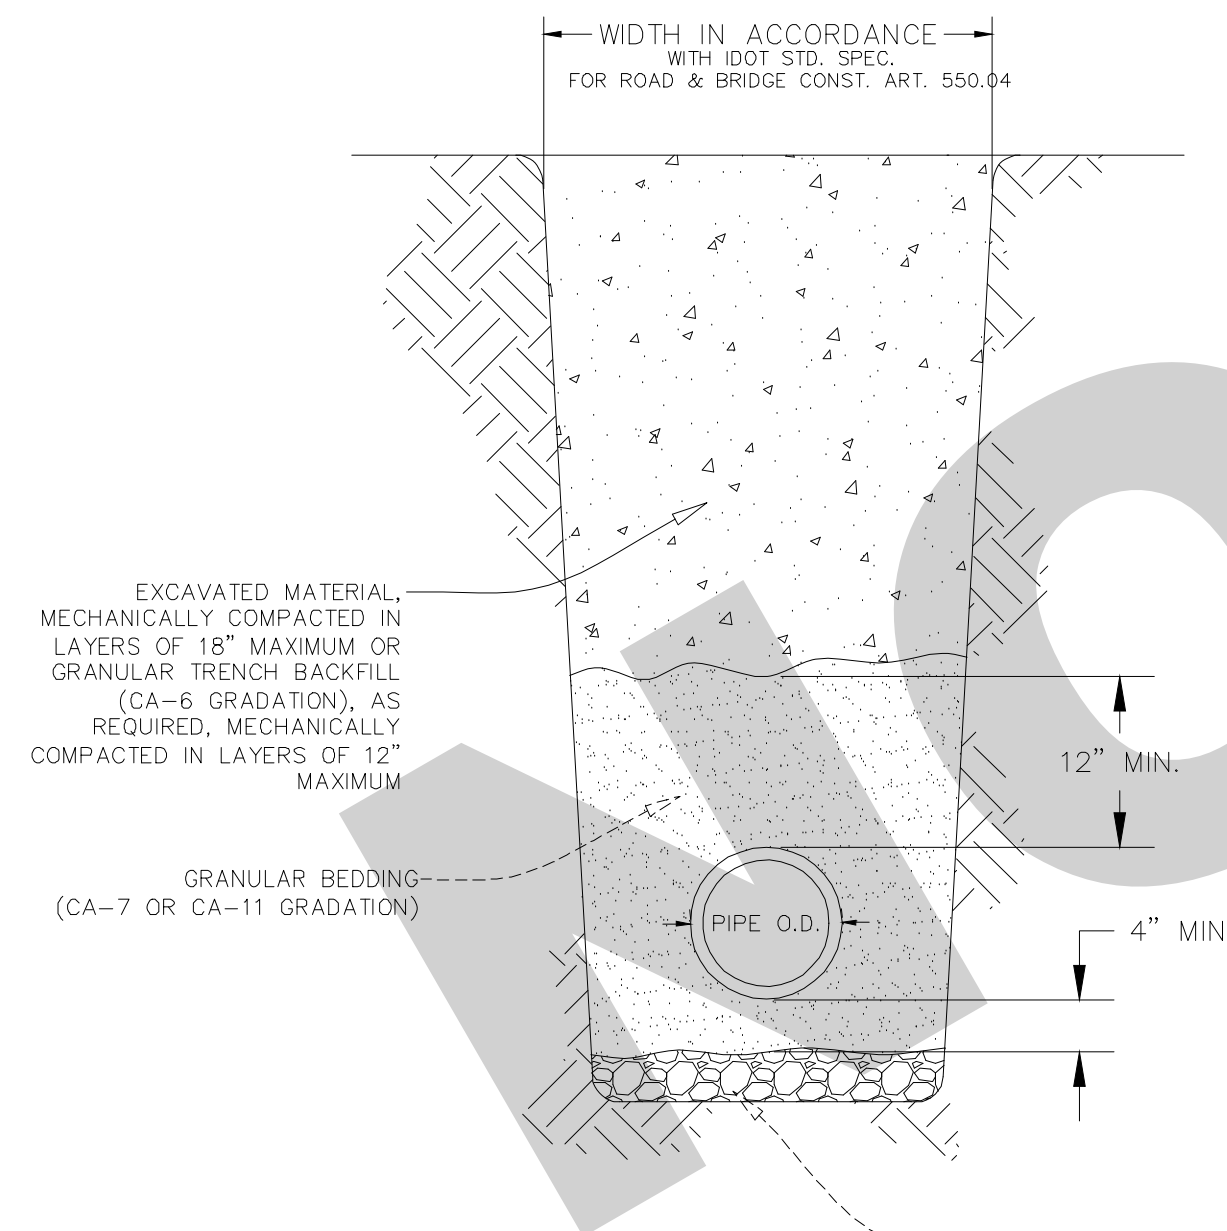 WIDTH IN ACCORDANCE
WITH IDOT STD. SPEC.
FOR ROAD & BRIDGE CONST. ART. 550.04
EXCAVATED MATERIAL,
MECHANICALLY COMPACTED IN
LAYERS OF 18” MAXIMUM OR
GRANULAR TRENCH BACKFILL
(CA-6 GRADATION), AS
REQUIRED, MECHANICALLY
COMPACTED IN LAYERS OF 12”
MAXIMUM
12” MIN.
GRANULAR BEDDING
(CA-7 OR CA-11 GRADATION)
PIPE O.D.
4” MIN